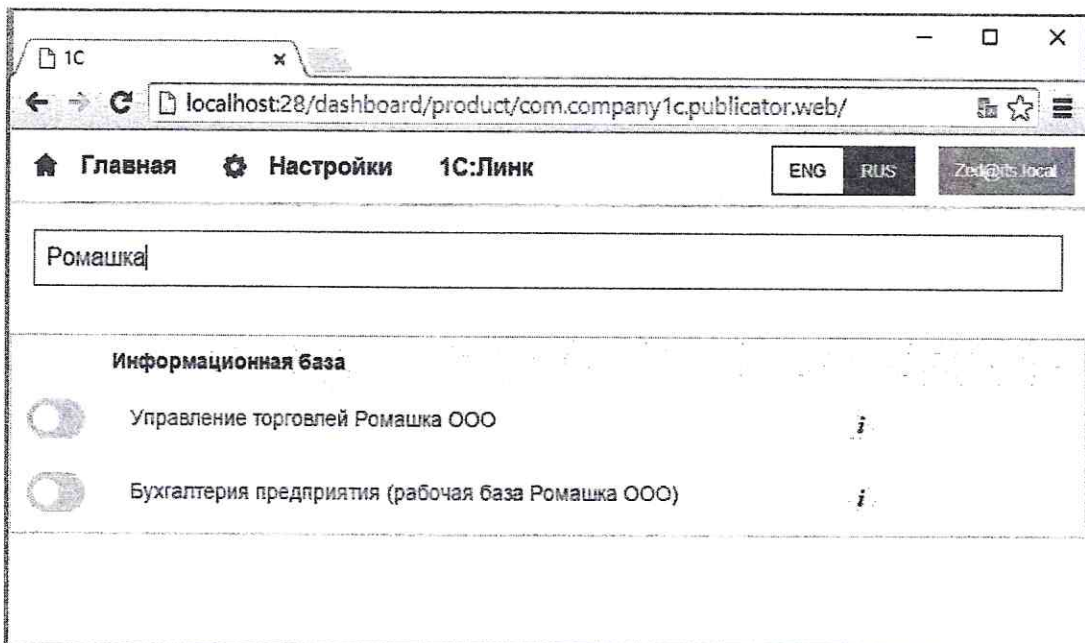 1C
localhost:28/dashboard/product/com.company1c.publicator.web/
Главная Настройки 1С:Линк ENG RUS Zed@its.local
Ромашка
Информационная база
Управление торговлей Ромашка ООО i
Бухгалтерия предприятия (рабочая база Ромашка ООО) i